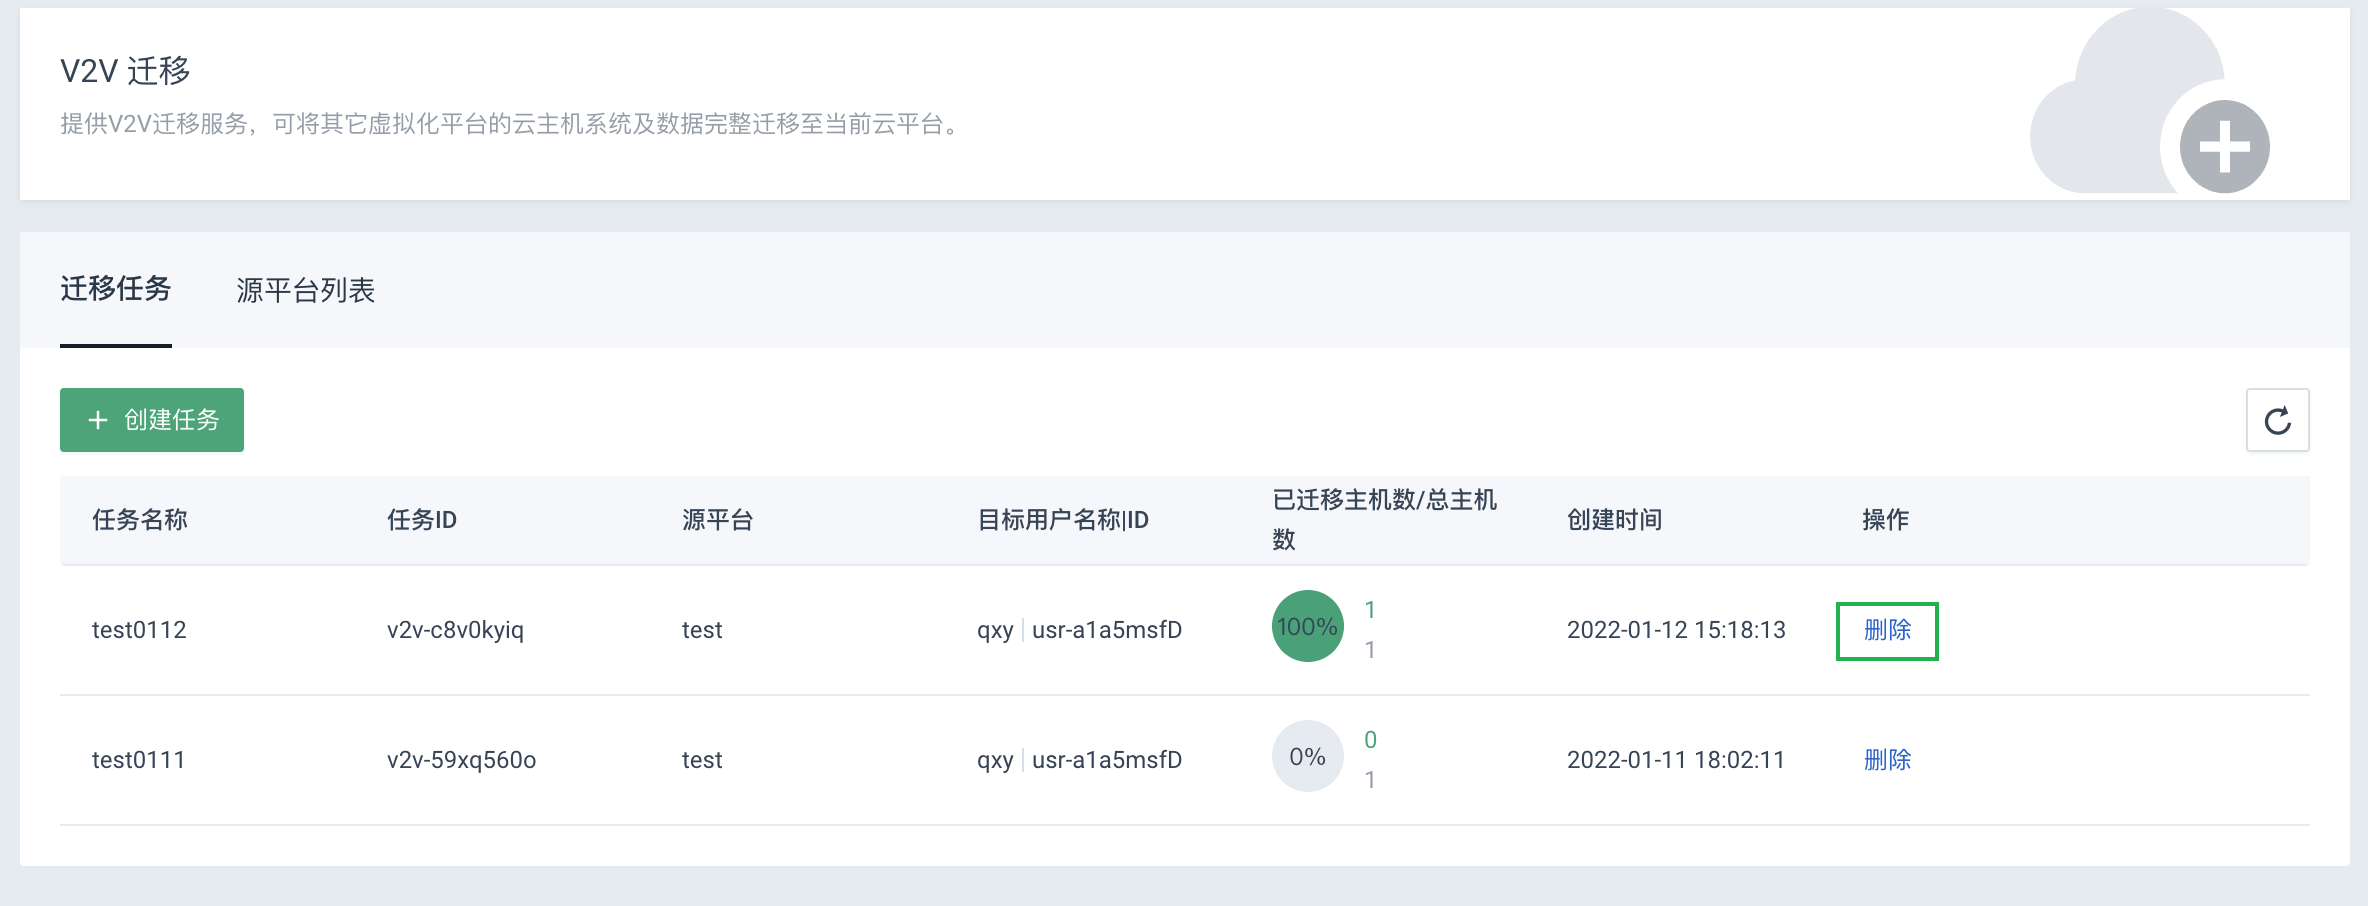 V2V 迁移
提供V2V迁移服务，可将其它虚拟化平台的云主机系统及数据完整迁移至当前云平台。
迁移任务 源平台列表
+ 创建任务
任务名称 任务ID 源平台 目标用户名称|ID 已迁移主机数/总主机
数 创建时间 操作
test0112 v2v-c8v0kyiq test qxy | usr-a1a5msfD 100% 1
1 2022-01-12 15:18:13 删除
test0111 v2v-59xq560o test qxy | usr-a1a5msfD 0% 0
1 2022-01-11 18:02:11 删除